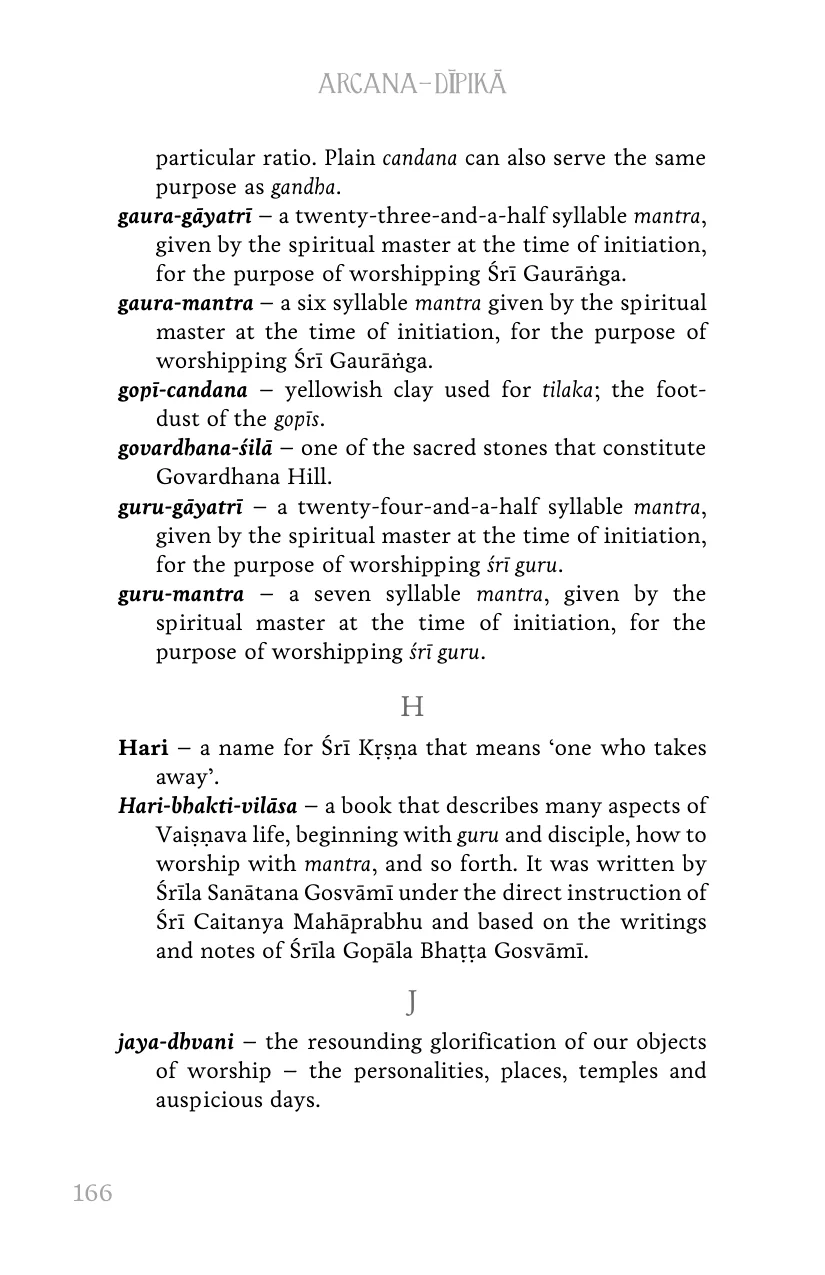 ARCANA–DĪPIKĀ
particular ratio. Plain candana can also serve the same
purpose as gandha.
gaura-gāyatrī – a twenty-three-and-a-half syllable mantra,
given by the spiritual master at the time of initiation,
for the purpose of worshipping Śrī Gaurāṅga.
gaura-mantra – a six syllable mantra given by the spiritual
master at the time of initiation, for the purpose of
worshipping Śrī Gaurāṅga.
gopī-candana – yellowish clay used for tilaka; the foot-
dust of the gopīs.
govardhana-śilā – one of the sacred stones that constitute
Govardhana Hill.
guru-gāyatrī – a twenty-four-and-a-half syllable mantra,
given by the spiritual master at the time of initiation,
for the purpose of worshipping śrī guru.
guru-mantra – a seven syllable mantra, given by the
spiritual master at the time of initiation, for the
purpose of worshipping śrī guru.
H
Hari – a name for Śrī Kṛṣṇa that means ‘one who takes
away’.
Hari-bhakti-vilāsa – a book that describes many aspects of
Vaiṣṇava life, beginning with guru and disciple, how to
worship with mantra, and so forth. It was written by
Śrīla Sanātana Gosvāmī under the direct instruction of
Śrī Caitanya Mahāprabhu and based on the writings
and notes of Śrīla Gopāla Bhaṭṭa Gosvāmī.
J
jaya-dhvani – the resounding glorification of our objects
of worship – the personalities, places, temples and
auspicious days.
166